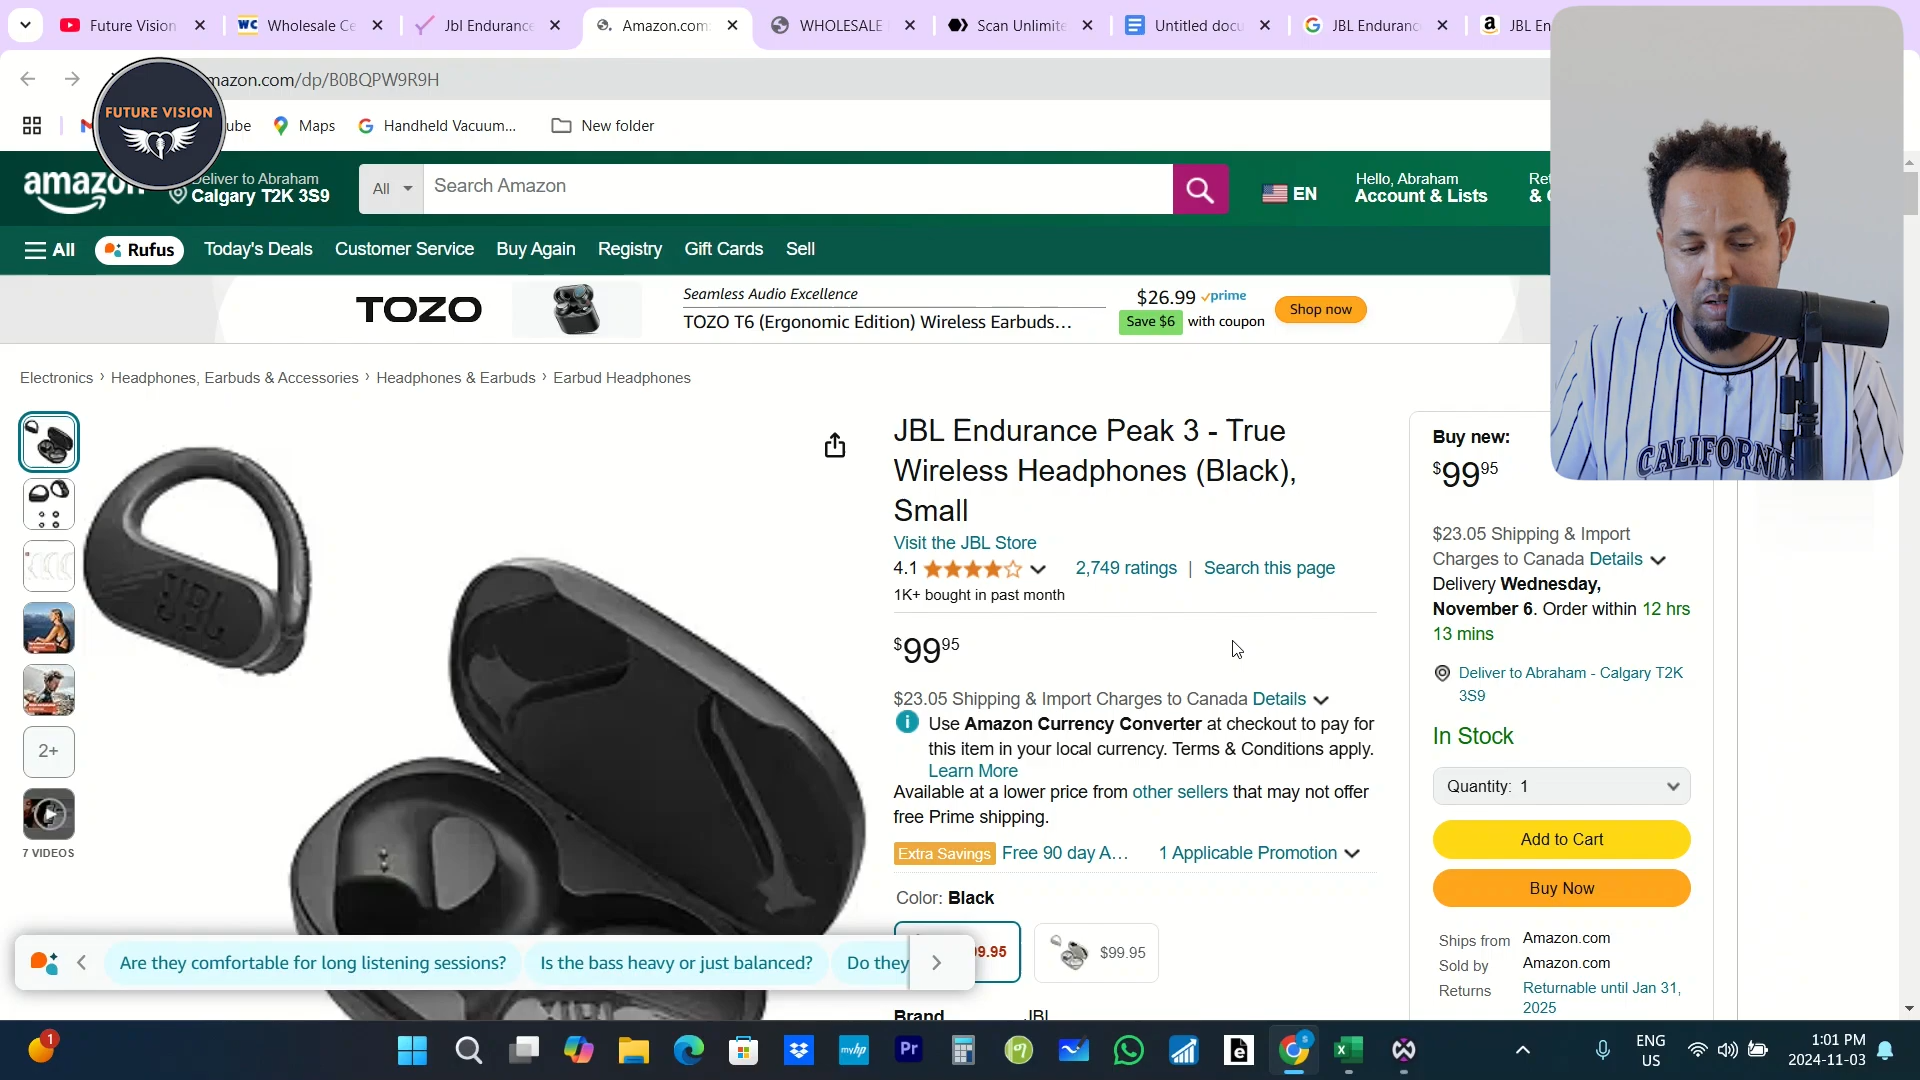 Future Vision
Wholesale Ce
Jbl Endurance
Amazon.com:
WHOLESALE
Scan Unlimite
Untitled docu
JBL Enduranc
JBL En
mazon.com/dp/B0BQPW9R9H
ube
Maps
Handheld Vacuum...
New folder
FUTURE VISION
amazon
Deliver to Abraham
Calgary T2K 3S9
All
Search Amazon
EN
Hello, Abraham
Account & Lists
Ret
& O
All
Rufus
Today's Deals
Customer Service
Buy Again
Registry
Gift Cards
Sell
TOZO
Seamless Audio Excellence
TOZO T6 (Ergonomic Edition) Wireless Earbuds...
$26.99 prime
Save $6 with coupon
Shop now
Electronics › Headphones, Earbuds & Accessories › Headphones & Earbuds › Earbud Headphones
2+
7 VIDEOS
JBL
JBL Endurance Peak 3 - True
Wireless Headphones (Black),
Small
Visit the JBL Store
4.1
2,749 ratings | Search this page
1K+ bought in past month
$99 95
$23.05 Shipping & Import Charges to Canada Details
Use Amazon Currency Converter at checkout to pay for
this item in your local currency. Terms & Conditions apply.
Learn More
Available at a lower price from other sellers that may not offer
free Prime shipping.
Extra Savings Free 90 day A... 1 Applicable Promotion
Color: Black
99.95
$99.95
Brand JBL
Are they comfortable for long listening sessions?
Is the bass heavy or just balanced?
Do they
Buy new:
$99 95
$23.05 Shipping & Import
Charges to Canada Details
Delivery Wednesday,
November 6. Order within 12 hrs
13 mins
Deliver to Abraham - Calgary T2K
3S9
In Stock
Quantity: 1
Add to Cart
Buy Now
Ships from Amazon.com
Sold by Amazon.com
Returns Returnable until Jan 31,
2025
CALIFORNI
1
myhp
Pr
ENG
US
1:01 PM
2024-11-03